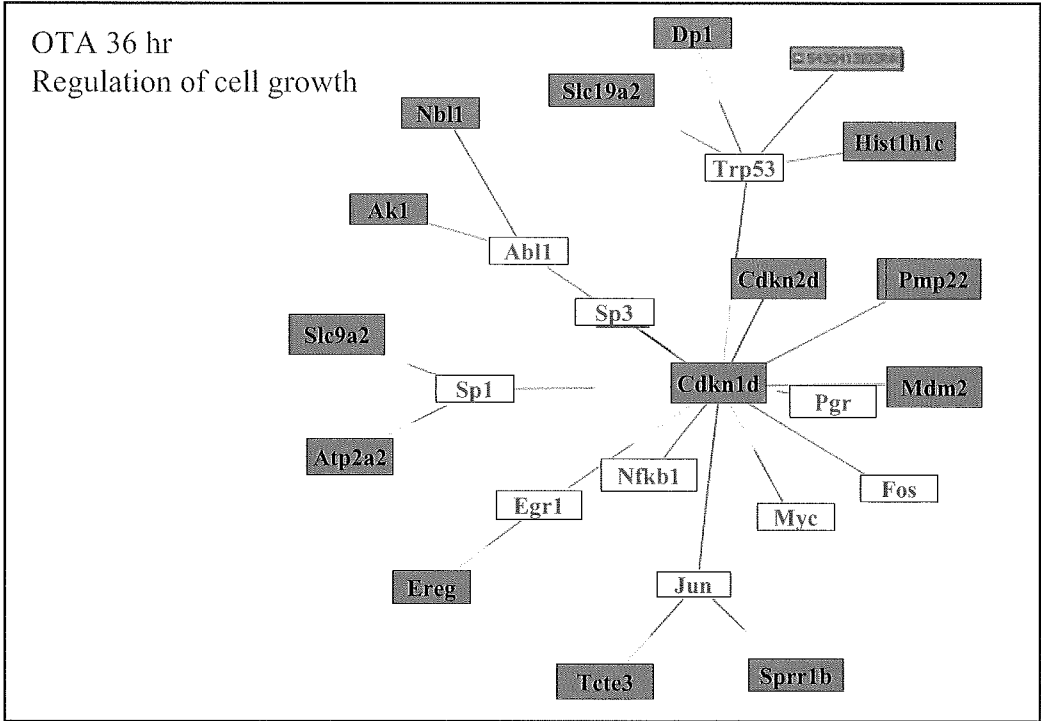 OTA 36 hr
Regulation of cell growth
Dp1
Slc19a2
Nbl1
Trp53
Hist1h1c
Ak1
Abl1
Cdkn2d
Pmp22
Sp3
Slc9a2
Cdkn1d
Sp1
Pgr
Mdm2
Atp2a2
Nfkb1
Egr1
Myc
Fos
Ereg
Jun
Tcte3
Sprr1b